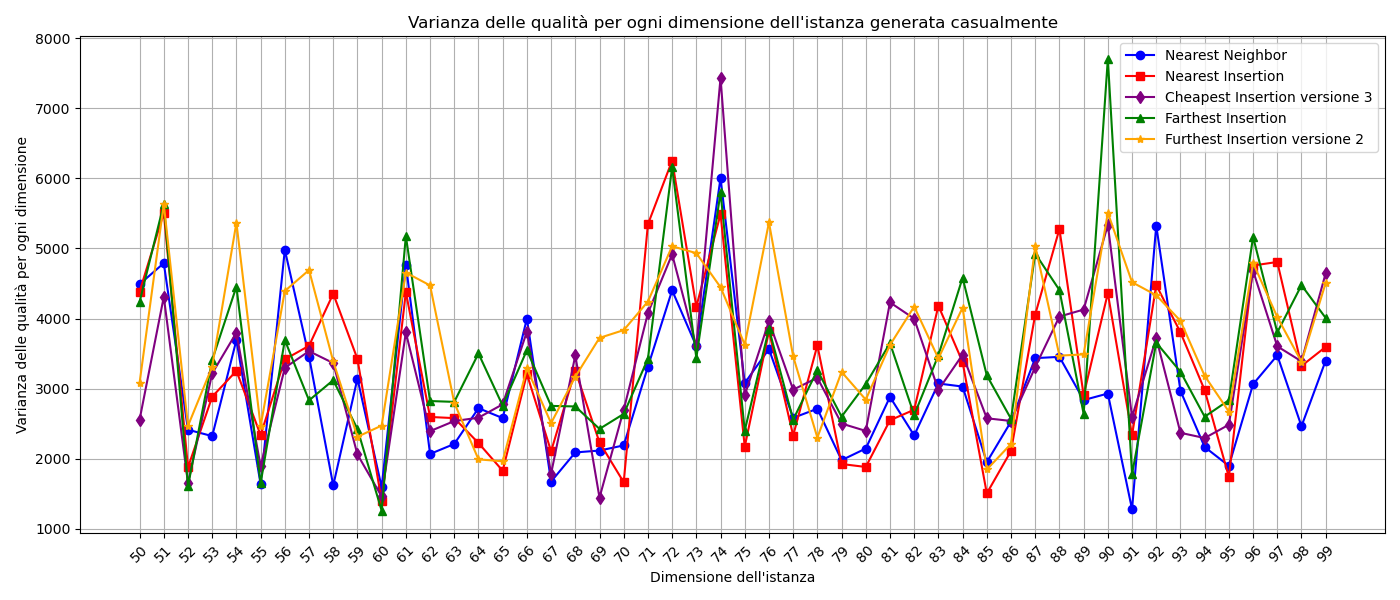 Varianza delle qualità per ogni dimensione dell'istanza generata casualmente
Varianza delle qualità per ogni dimensione
8000
7000
6000
5000
4000
3000
2000
1000
Nearest Neighbor
Nearest Insertion
Cheapest Insertion versione 3
Farthest Insertion
Furthest Insertion versione 2
50 51 52 53 54 55 56 57 58 59 60 61 62 63 64 65 66 67 68 69 70 71 72 73 74 75 76 77 78 79 80 81 82 83 84 85 86 87 88 89 90 91 92 93 94 95 96 97 98 99
Dimensione dell'istanza